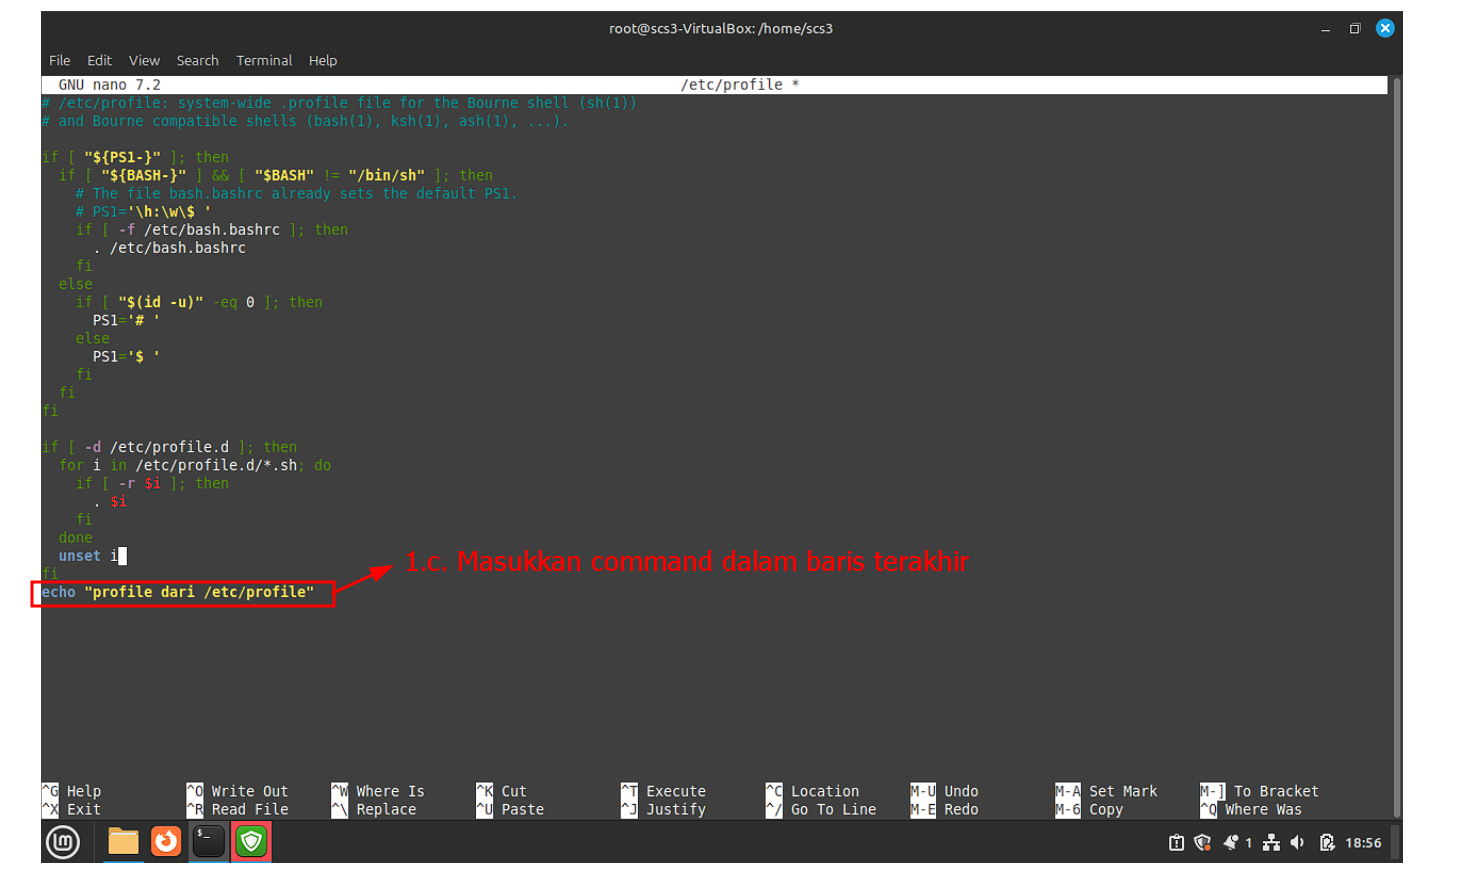 root@scs3-VirtualBox: /home/scs3
File Edit View Search Terminal Help
GNU nano 7.2 /etc/profile *
# /etc/profile: system-wide .profile file for the Bourne shell (sh(1))
# and Bourne compatible shells (bash(1), ksh(1), ash(1), ...).
if [ "${PS1-}" ]; then
  if [ "${BASH-}" ] && [ "$BASH" != "/bin/sh" ]; then
    # The file bash.bashrc already sets the default PS1.
    # PS1='\h:\w\$ '
    if [ -f /etc/bash.bashrc ]; then
      . /etc/bash.bashrc
    fi
  else
    if [ "$(id -u)" -eq 0 ]; then
      PS1='# '
    else
      PS1='$ '
    fi
  fi
fi
if [ -d /etc/profile.d ]; then
  for i in /etc/profile.d/*.sh; do
    if [ -r $i ]; then
      . $i
    fi
  done
  unset i
fi
1.c. Masukkan command dalam baris terakhir
echo "profile dari /etc/profile"
^G Help ^O Write Out ^W Where Is ^K Cut ^T Execute ^C Location M-U Undo M-A Set Mark M-] To Bracket
^X Exit ^R Read File ^\ Replace ^U Paste ^J Justify ^/ Go To Line M-E Redo M-6 Copy ^Q Where Was
$_ 1 18:56